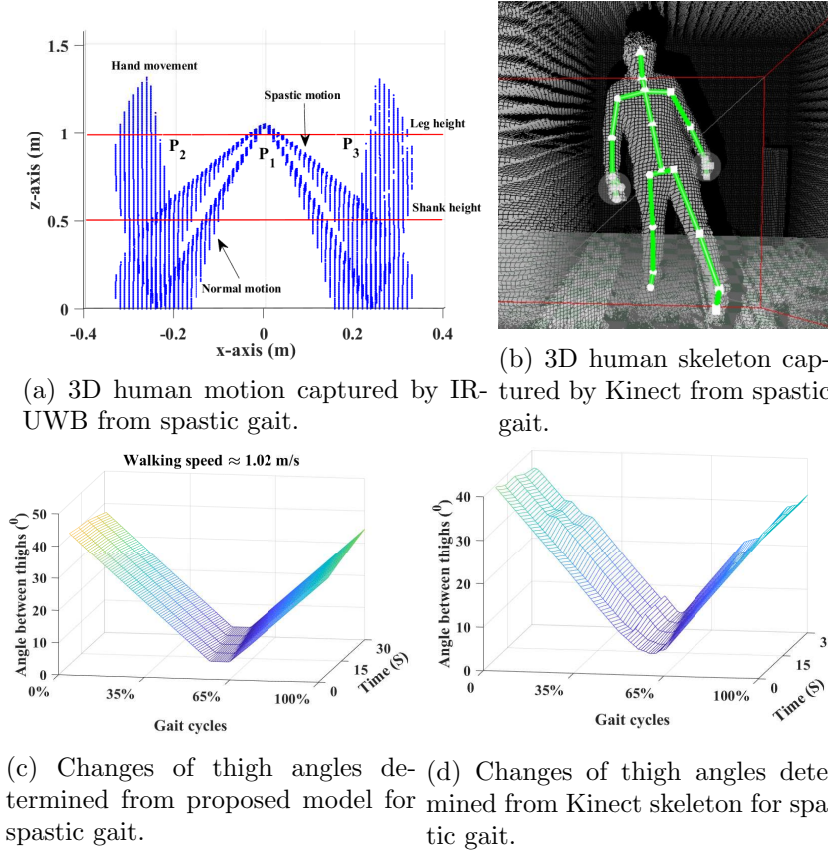 1.5
1
0.5
0
z-axis (m)
Hand movement
Spastic motion
Leg height
P2
P1
P3
Shank height
Normal motion
-0.4
-0.2
0
0.2
0.4
x-axis (m)
(a) 3D human motion captured by IR-
UWB from spastic gait.
(b) 3D human skeleton cap-
tured by Kinect from spastic
gait.
Walking speed ≈ 1.02 m/s
50
40
30
20
10
0
Angle between thighs (⁰)
0%
35%
65%
100%
Gait cycles
0
15
30
Time (S)
40
30
20
10
0
Angle between thighs (⁰)
0
35%
65%
100%
Gait cycles
0
15
3
Time (S)
(c) Changes of thigh angles de-
termined from proposed model for
spastic gait.
(d) Changes of thigh angles dete
mined from Kinect skeleton for spa
tic gait.